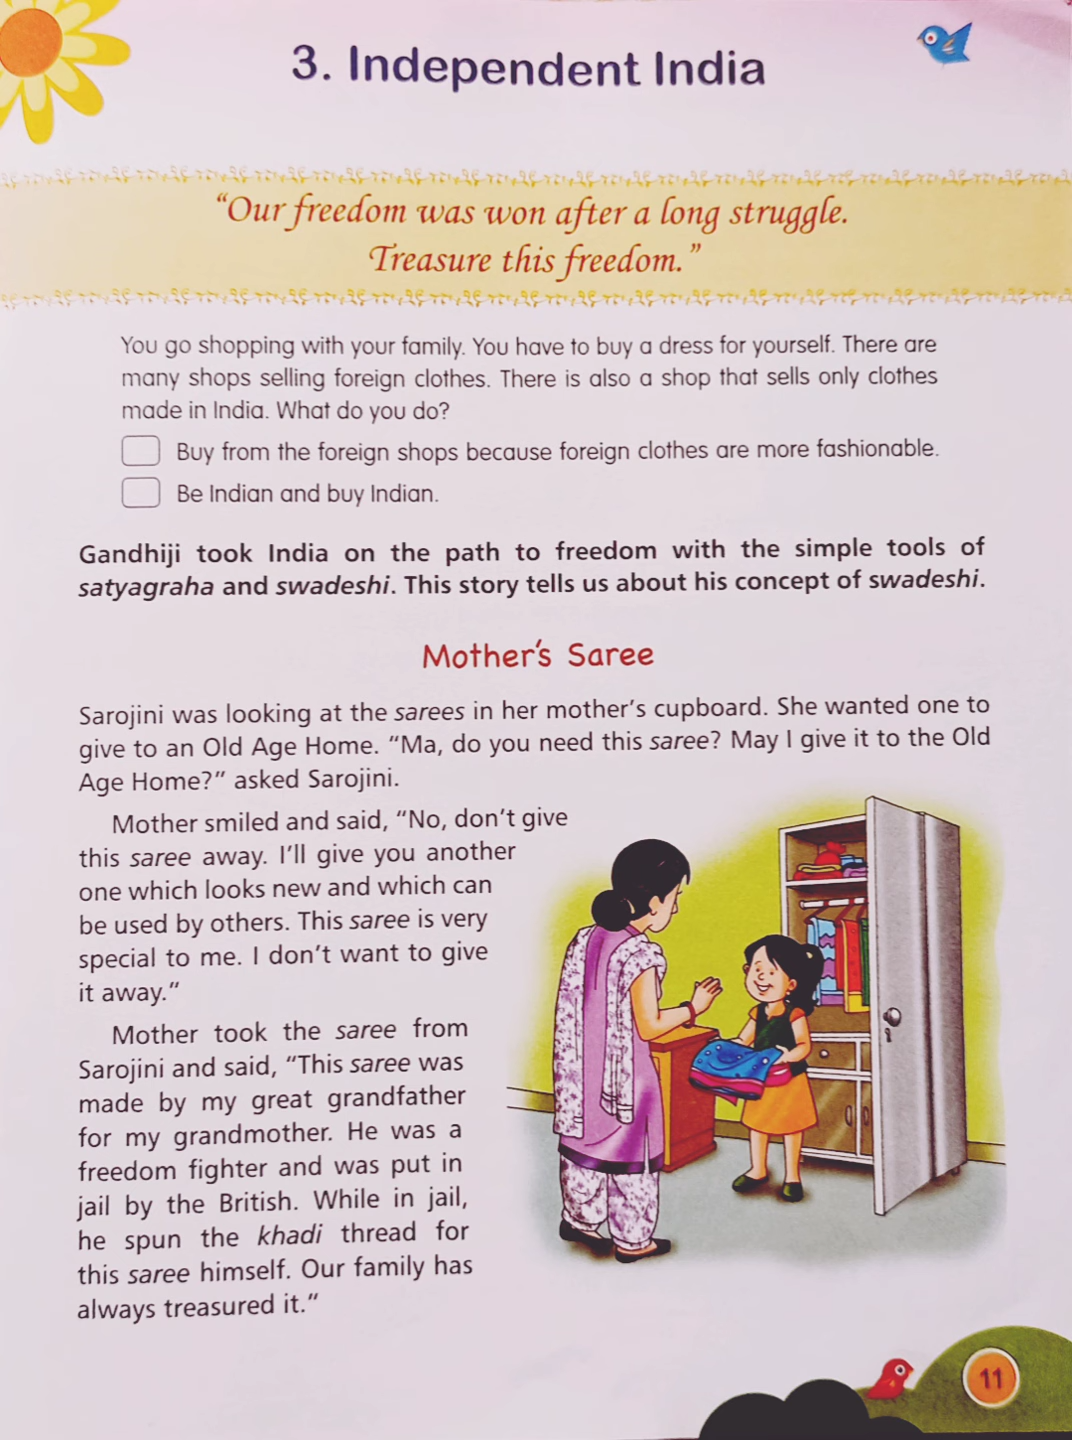 3. Independent India
“Our freedom was won after a long struggle.
Treasure this freedom.”
You go shopping with your family. You have to buy a dress for yourself. There are
many shops selling foreign clothes. There is also a shop that sells only clothes
made in India. What do you do?
Buy from the foreign shops because foreign clothes are more fashionable.
Be Indian and buy Indian.
Gandhiji took India on the path to freedom with the simple tools of
satyagraha and swadeshi. This story tells us about his concept of swadeshi.
Mother’s Saree
Sarojini was looking at the sarees in her mother’s cupboard. She wanted one to
give to an Old Age Home. “Ma, do you need this saree? May I give it to the Old
Age Home?” asked Sarojini.
Mother smiled and said, “No, don’t give
this saree away. I’ll give you another
one which looks new and which can
be used by others. This saree is very
special to me. I don’t want to give
it away.”
Mother took the saree from
Sarojini and said, “This saree was
made by my great grandfather
for my grandmother. He was a
freedom fighter and was put in
jail by the British. While in jail,
he spun the khadi thread for
this saree himself. Our family has
always treasured it.”
11